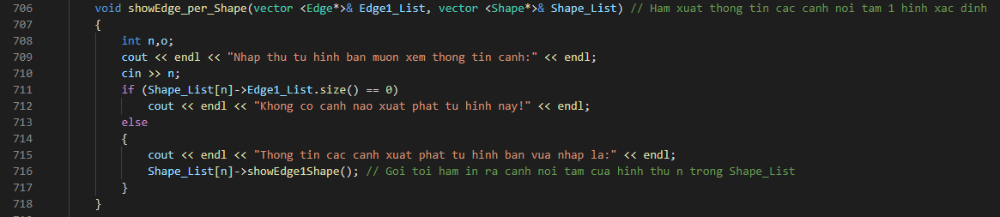 706 void showEdge_per_Shape(vector <Edge*>& Edge1_List, vector <Shape*>& Shape_List) // Ham xuat thong tin cac canh noi tam 1 hinh xac dinh
707 {
708 int n,o;
709 cout << endl << "Nhap thu tu hinh ban muon xem thong tin canh:" << endl;
710 cin >> n;
711 if (Shape_List[n]->Edge1_List.size() == 0)
712 cout << endl << "Khong co canh nao xuat phat tu hinh nay!" << endl;
713 else
714 {
715 cout << endl << "Thong tin cac canh xuat phat tu hinh ban vua nhap la:" << endl;
716 Shape_List[n]->showEdge1Shape(); // Goi toi ham in ra canh noi tam cua hinh thu n trong Shape_List
717 }
718 }